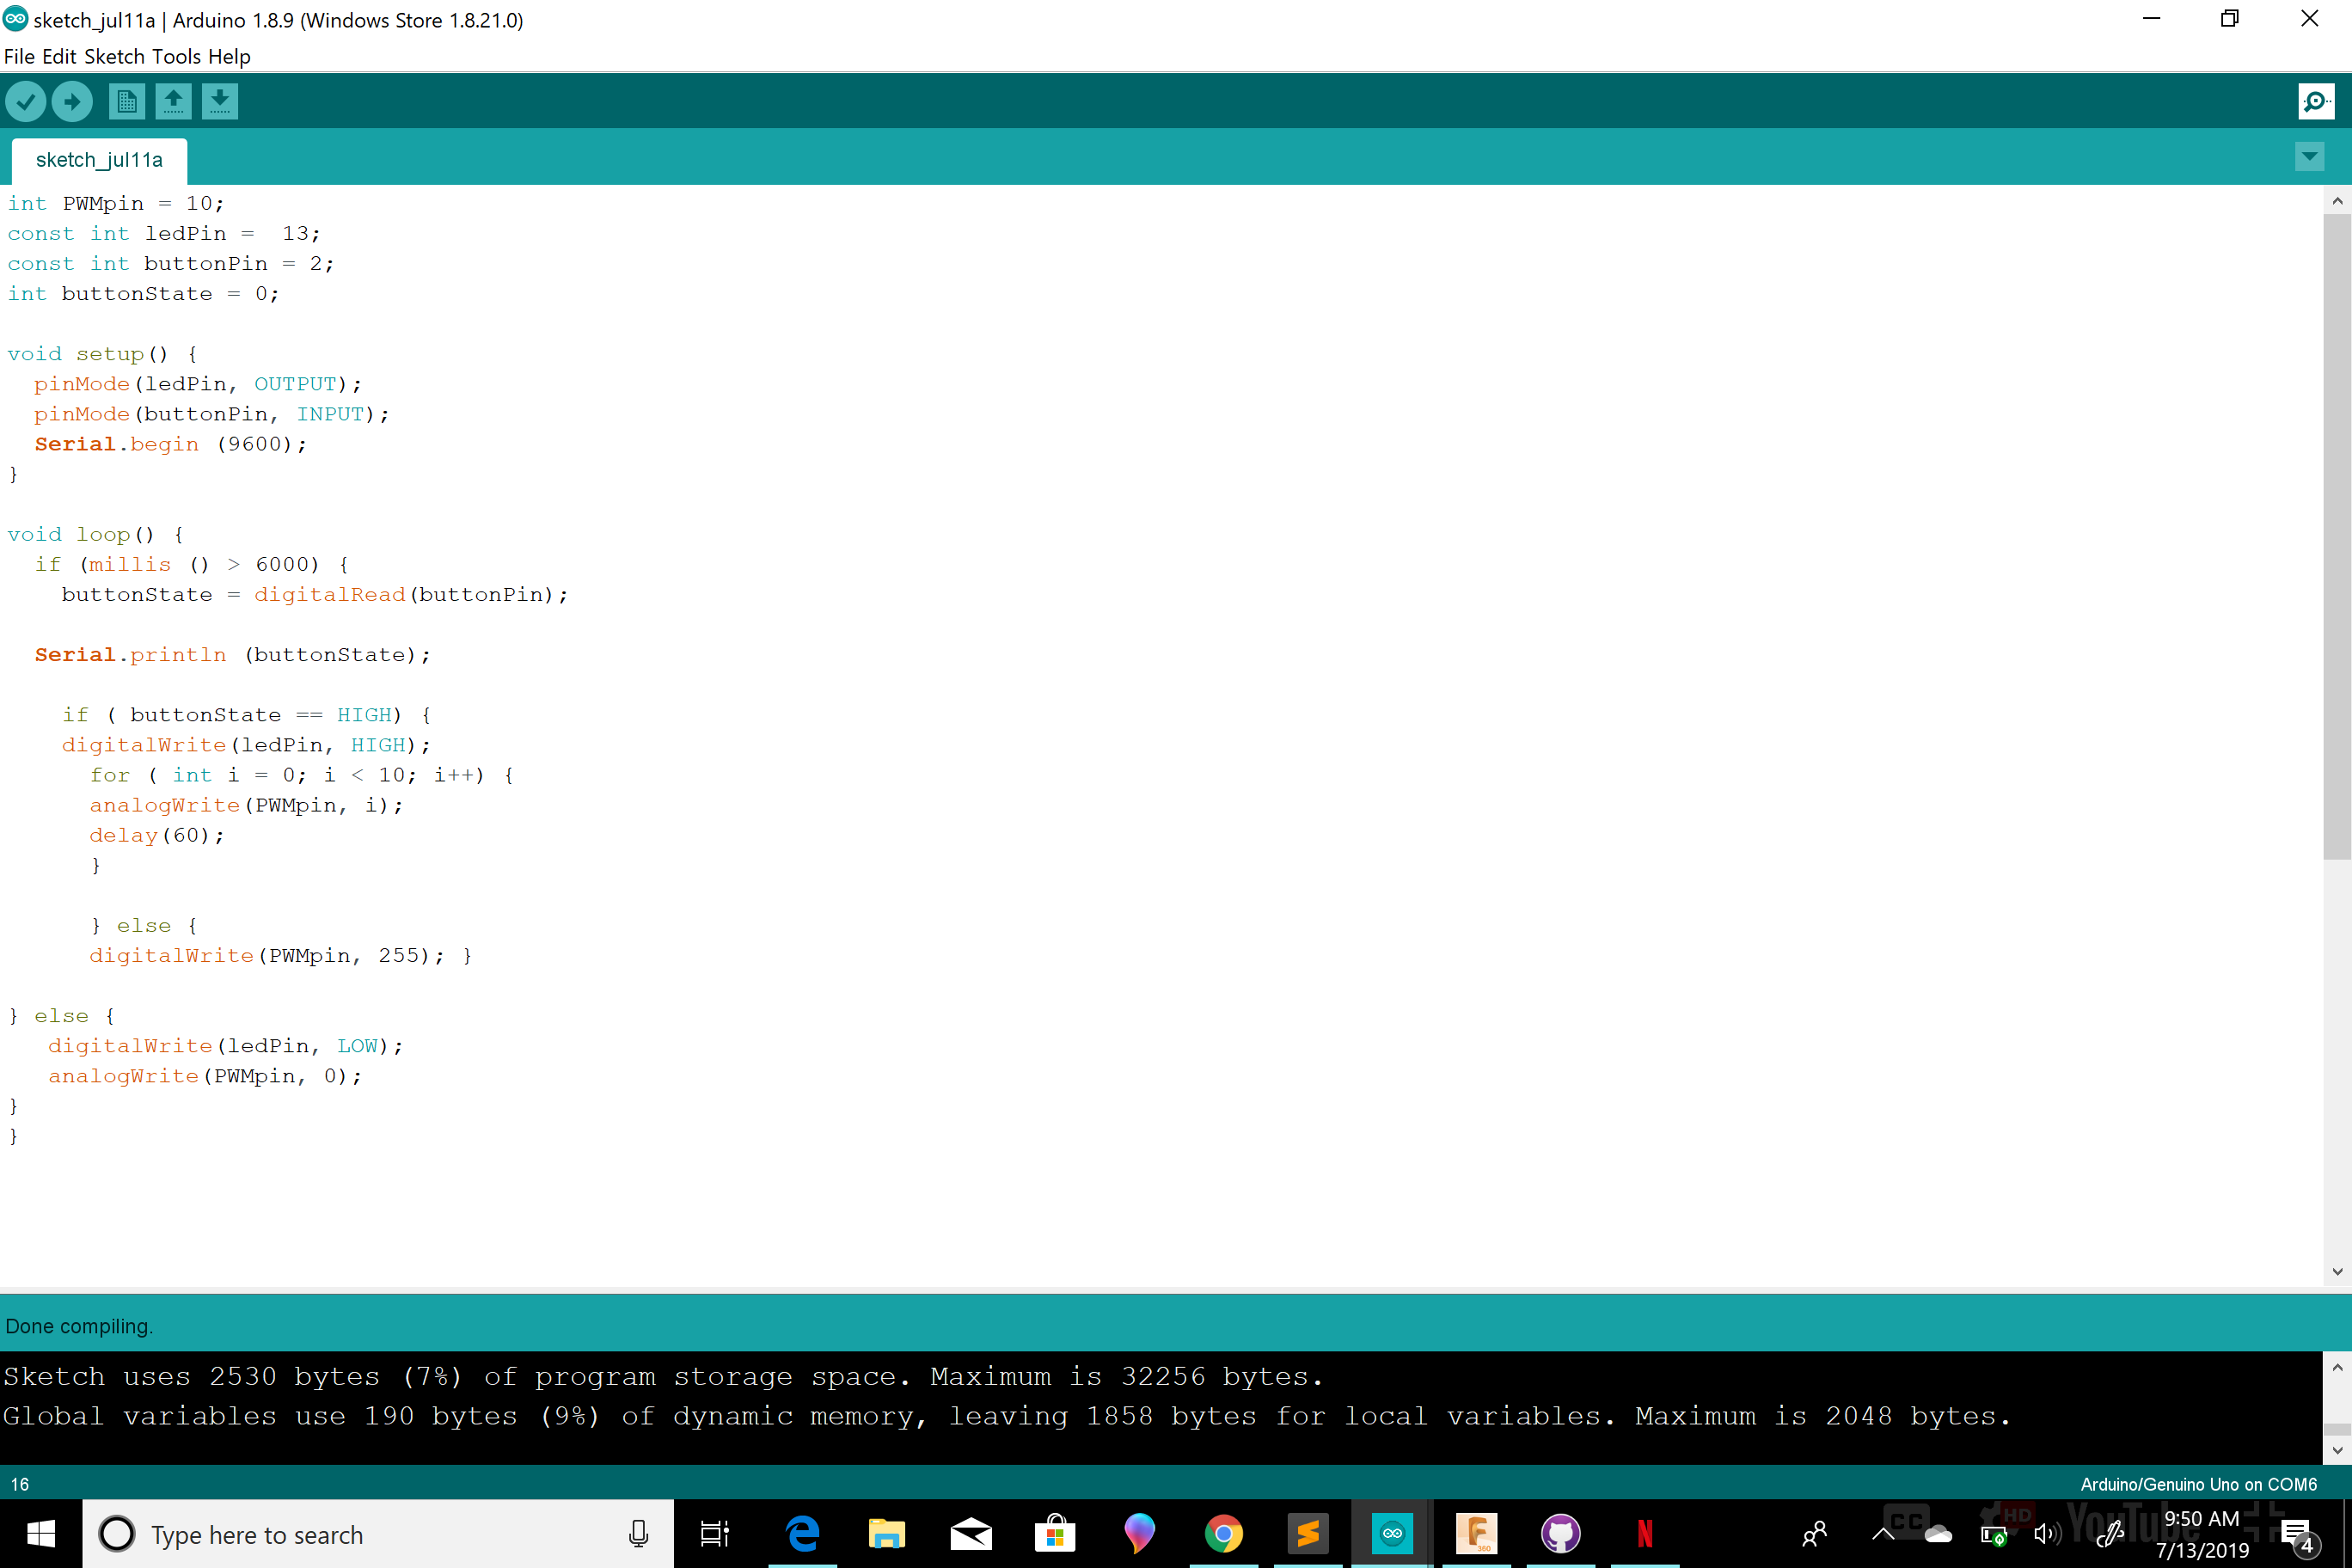 sketch_jul11a | Arduino 1.8.9 (Windows Store 1.8.21.0)
File Edit Sketch Tools Help
sketch_jul11a
int PWMpin = 10;
const int ledPin =  13;
const int buttonPin = 2;
int buttonState = 0;
void setup() {
  pinMode(ledPin, OUTPUT);
  pinMode(buttonPin, INPUT);
  Serial.begin (9600);
}
void loop() {
  if (millis () > 6000) {
    buttonState = digitalRead(buttonPin);
  Serial.println (buttonState);
    if ( buttonState == HIGH) {
    digitalWrite(ledPin, HIGH);
      for ( int i = 0; i < 10; i++) {
      analogWrite(PWMpin, i);
      delay(60);
      }
      } else {
      digitalWrite(PWMpin, 255); }
} else {
   digitalWrite(ledPin, LOW);
   analogWrite(PWMpin, 0);
}
}
Done compiling.
Sketch uses 2530 bytes (7%) of program storage space. Maximum is 32256 bytes.
Global variables use 190 bytes (9%) of dynamic memory, leaving 1858 bytes for local variables. Maximum is 2048 bytes.
16
Arduino/Genuino Uno on COM6
Type here to search
F
360
N
CC
HD
YouTube
9:50 AM
7/13/2019
4